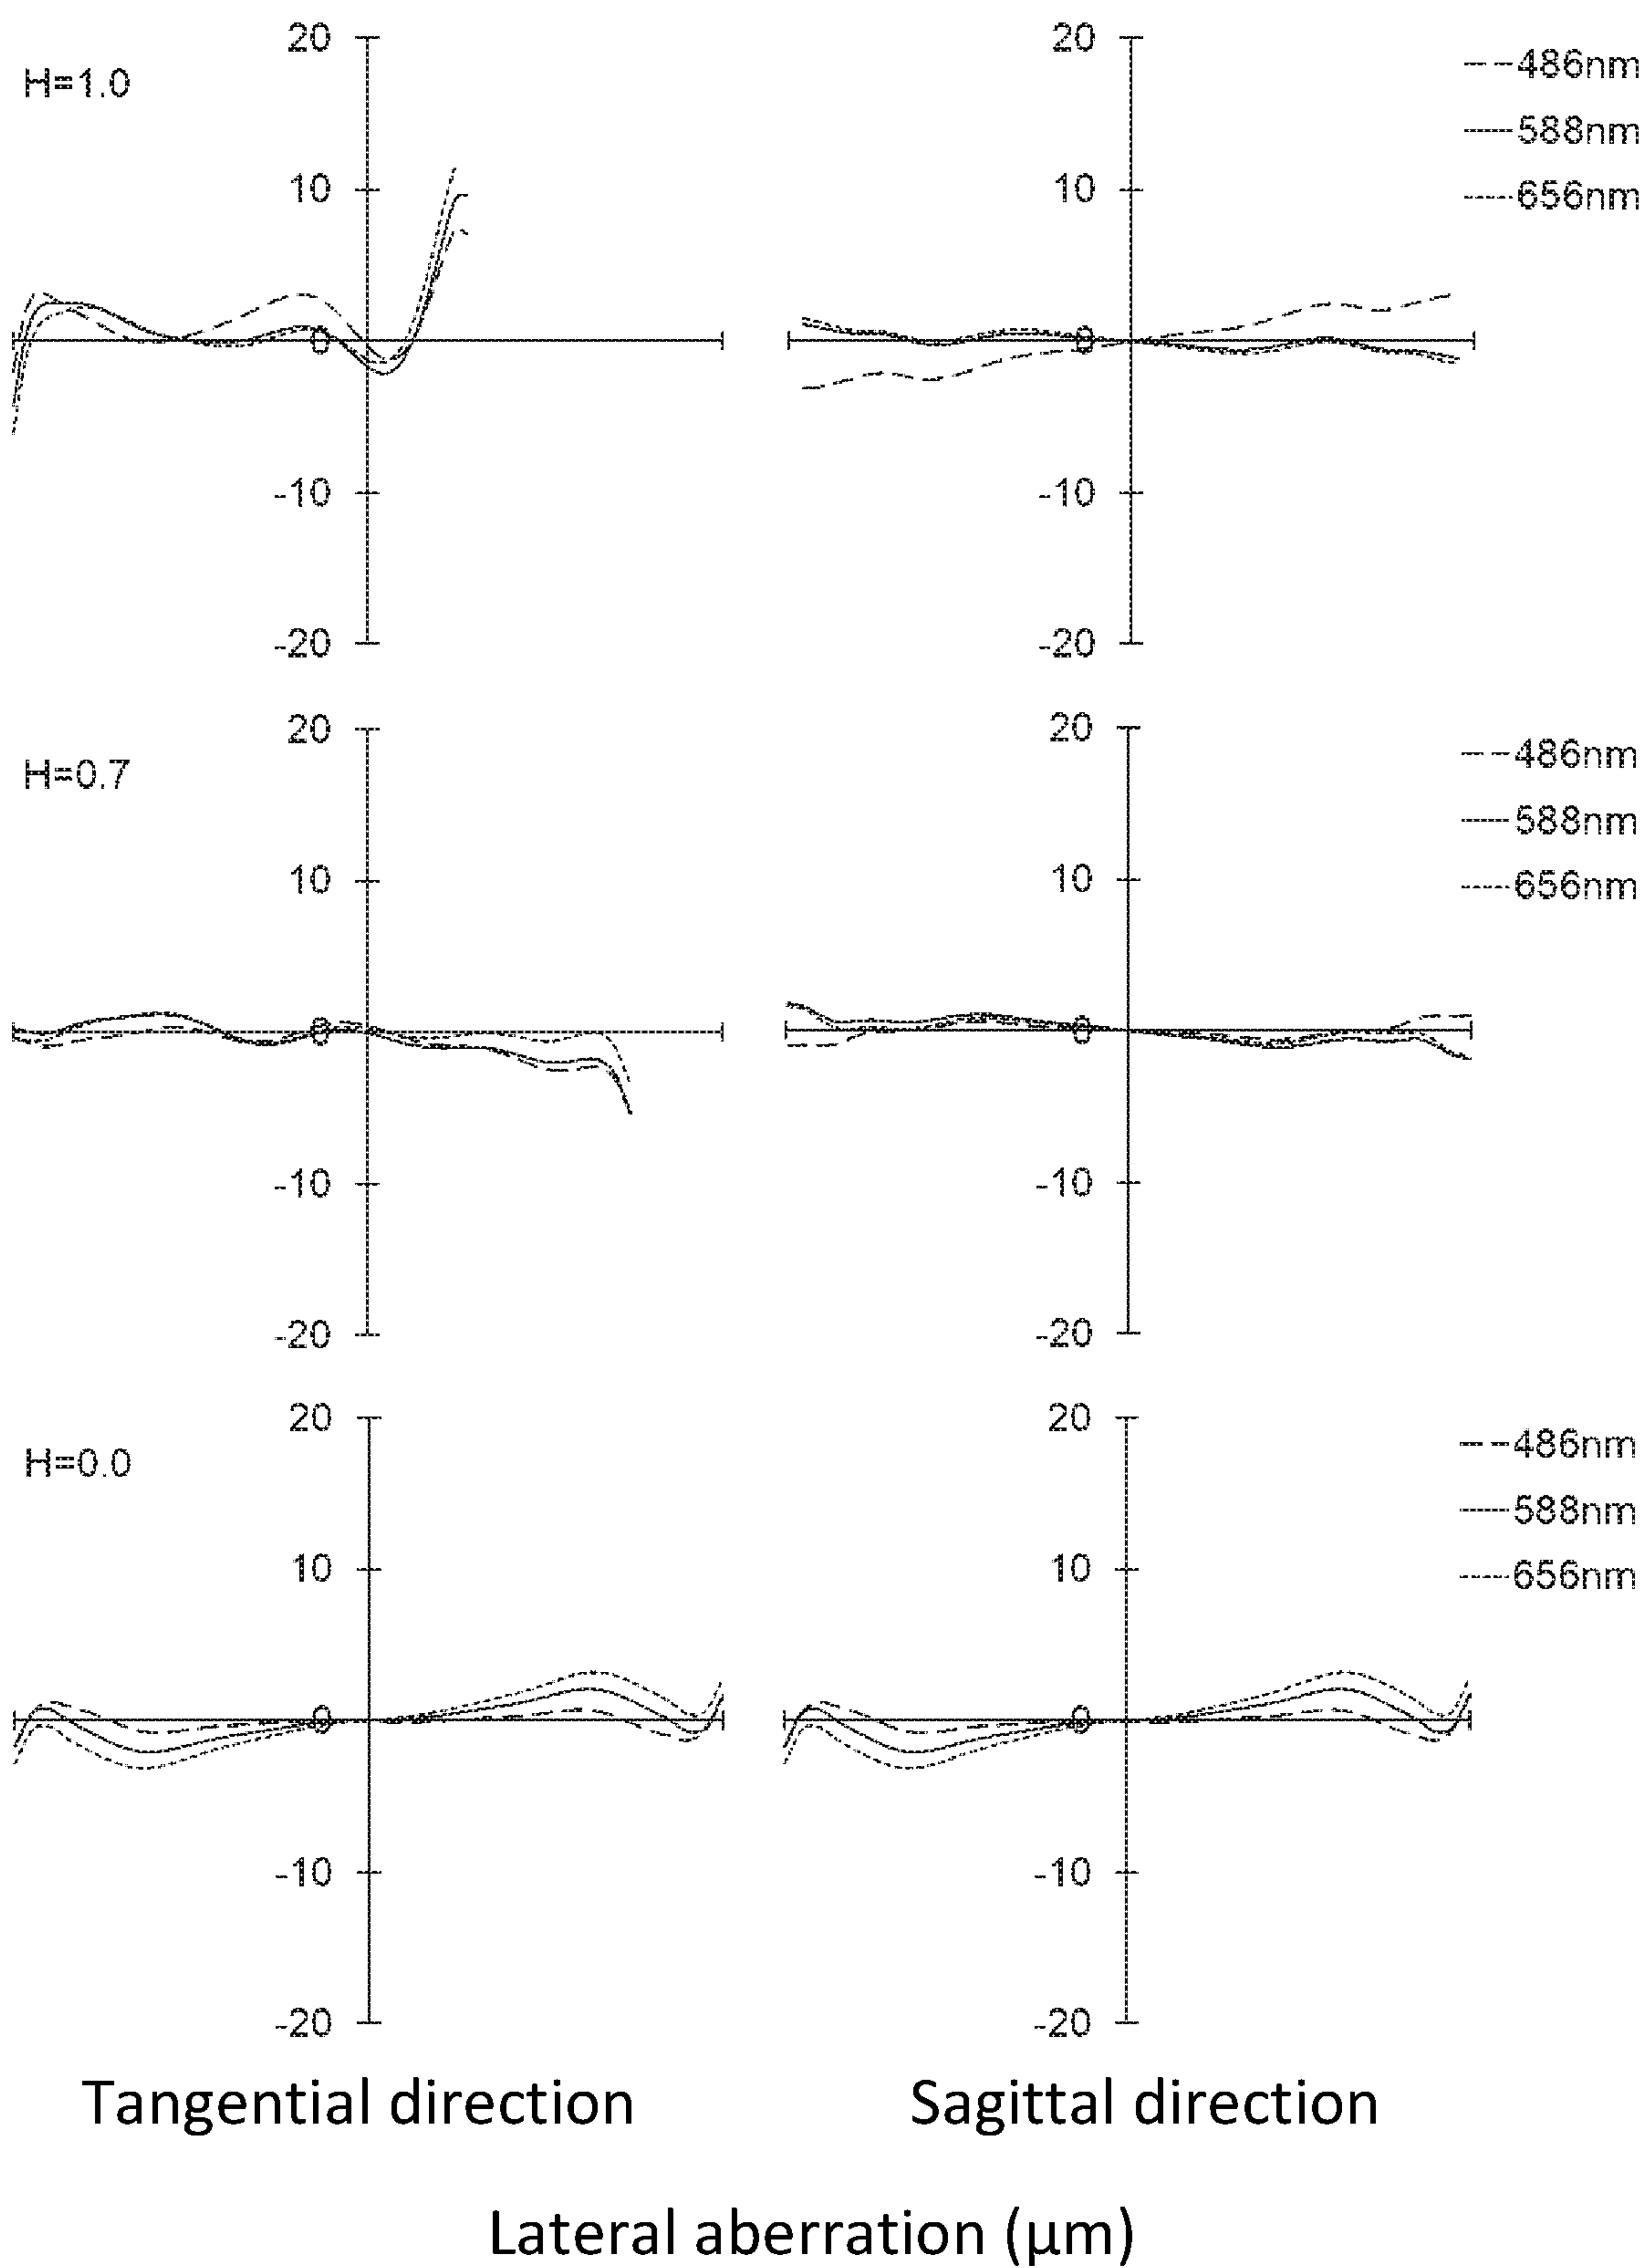 H=1.0
20
10
0
-10
-20
20
10
0
-10
-20
486nm
588nm
656nm
H=0.7
20
10
0
-10
-20
20
10
0
-10
-20
486nm
588nm
656nm
H=0.0
20
10
0
-10
-20
20
10
0
-10
-20
486nm
588nm
656nm
Tangential direction
Sagittal direction
Lateral aberration (μm)